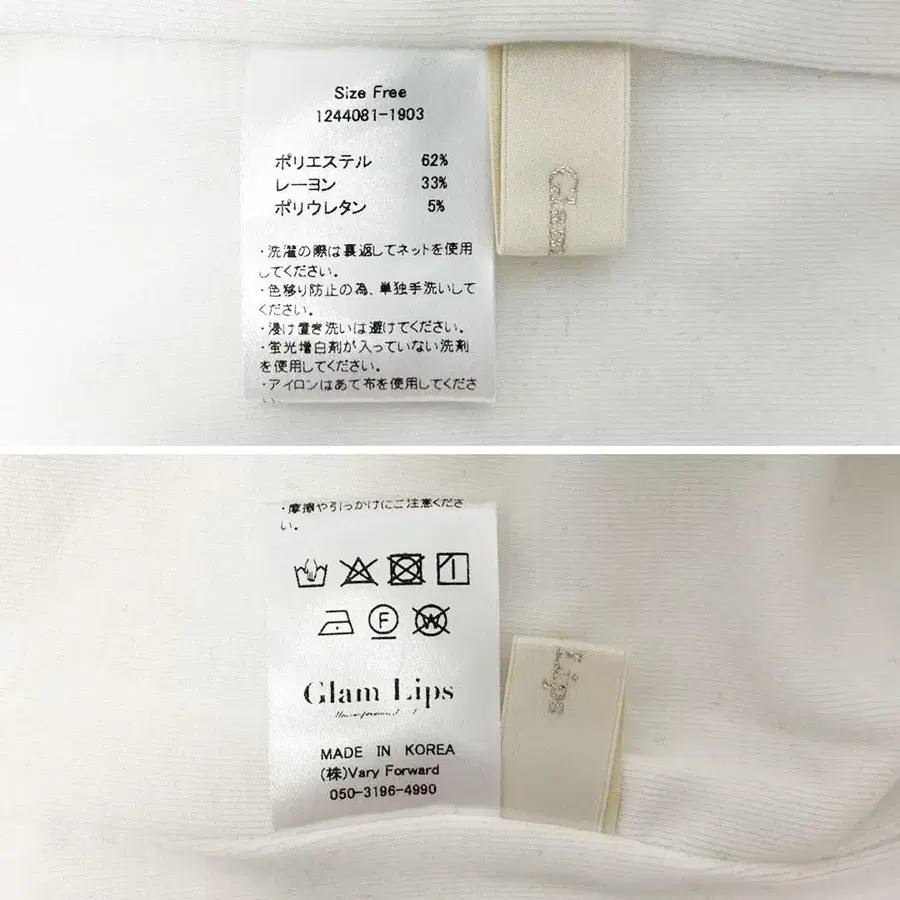 Size Free
1244081-1903
ポリエステル 62%
レーヨン 33%
ポリウレタン 5%
・洗濯の際は裏返してネットを使用
してください。
・色移り防止の為、単独手洗いして
ください。
・浸け置き洗いは避けてください。
・蛍光増白剤が入っていない洗剤
を使用してください。
・アイロンはあて布を使用してくださ
い。
Glam
・摩擦や引っかけにご注意くださ
い。
F
W
Glam Lips
MADE IN KOREA
(株)Vary Forward
050-3196-4990
Lips